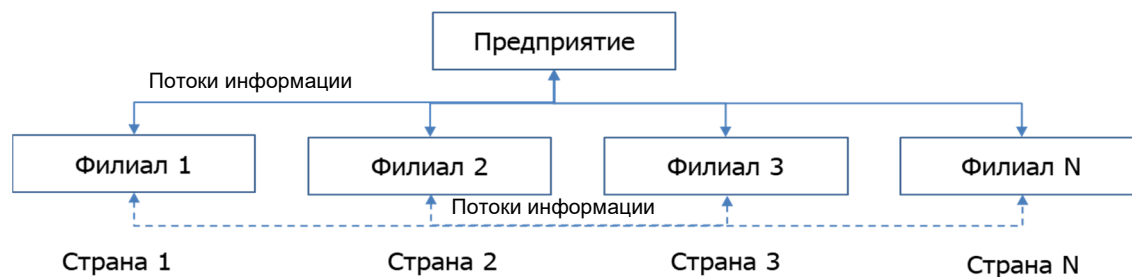 Предприятие
Потоки информации
Филиал 1
Филиал 2
Филиал 3
Филиал N
Потоки информации
Страна 1
Страна 2
Страна 3
Страна N